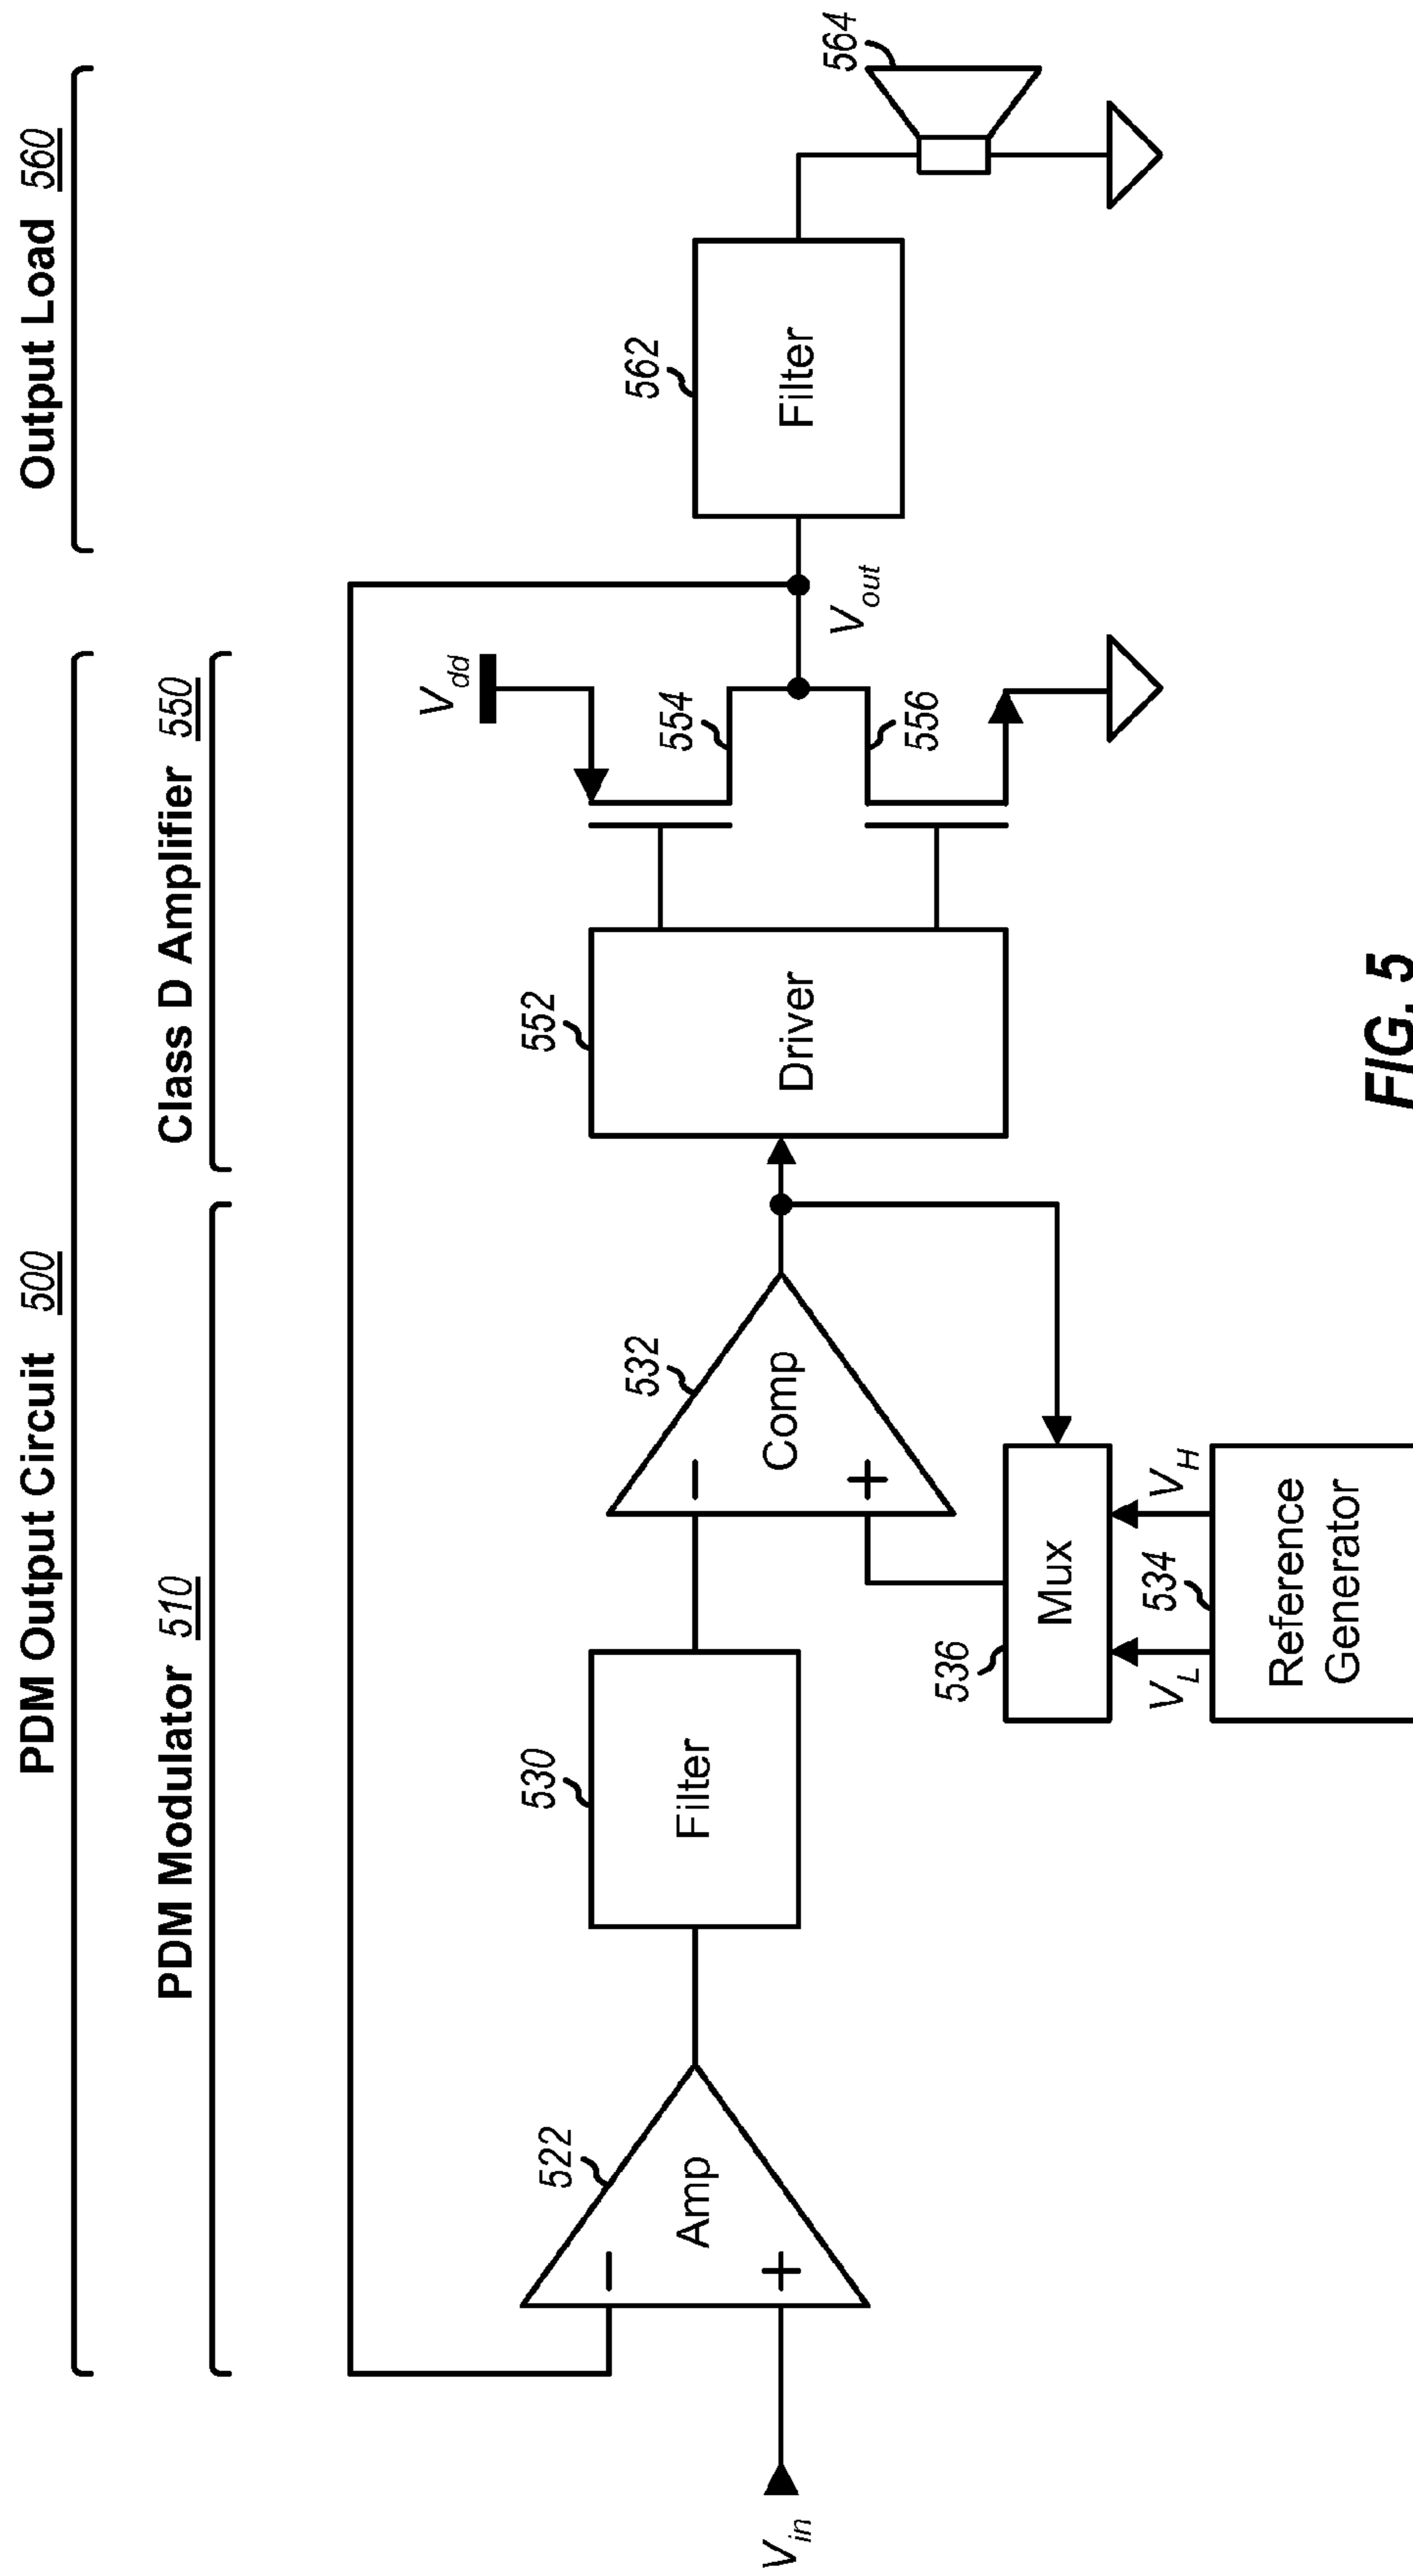 PDM Output Circuit 500
Output Load 560
PDM Modulator 510
Class D Amplifier 550
V_dd
522
Amp
530
Filter
532
Comp
552
Driver
554
556
V_out
562
Filter
564
V_in
536
Mux
V_L
534
V_H
Reference
Generator
FIG. 5